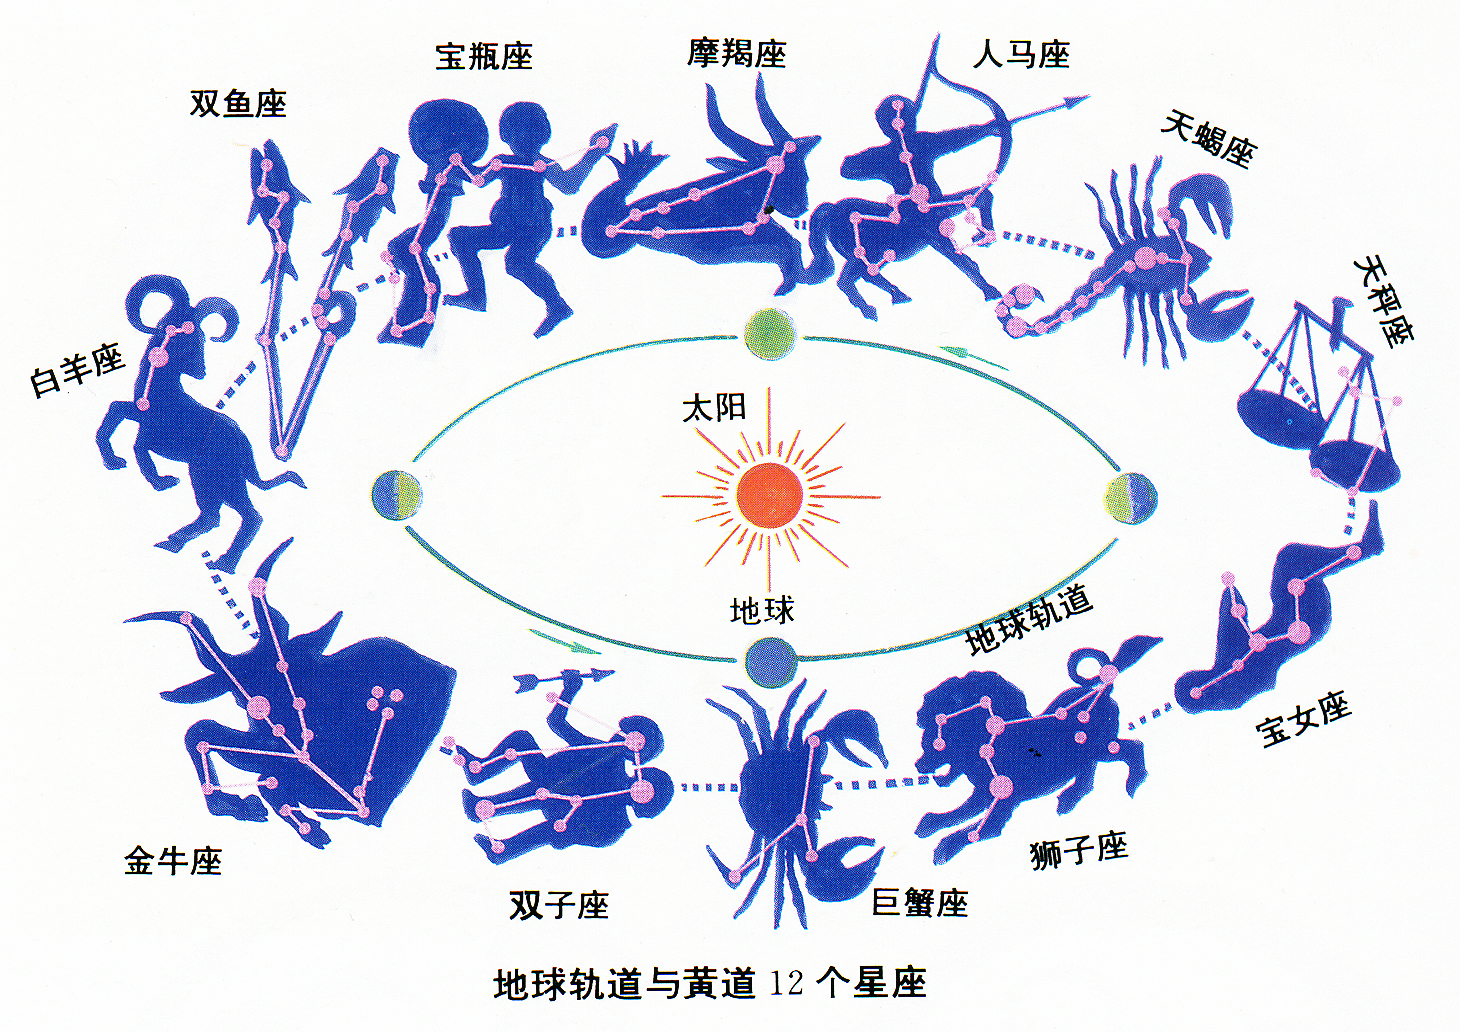 宝瓶座
摩羯座
人马座
双鱼座
天蝎座
天秤座
白羊座
太阳
地球
地球轨道
宝女座
狮子座
金牛座
双子座
巨蟹座
地球轨道与黄道 12 个星座